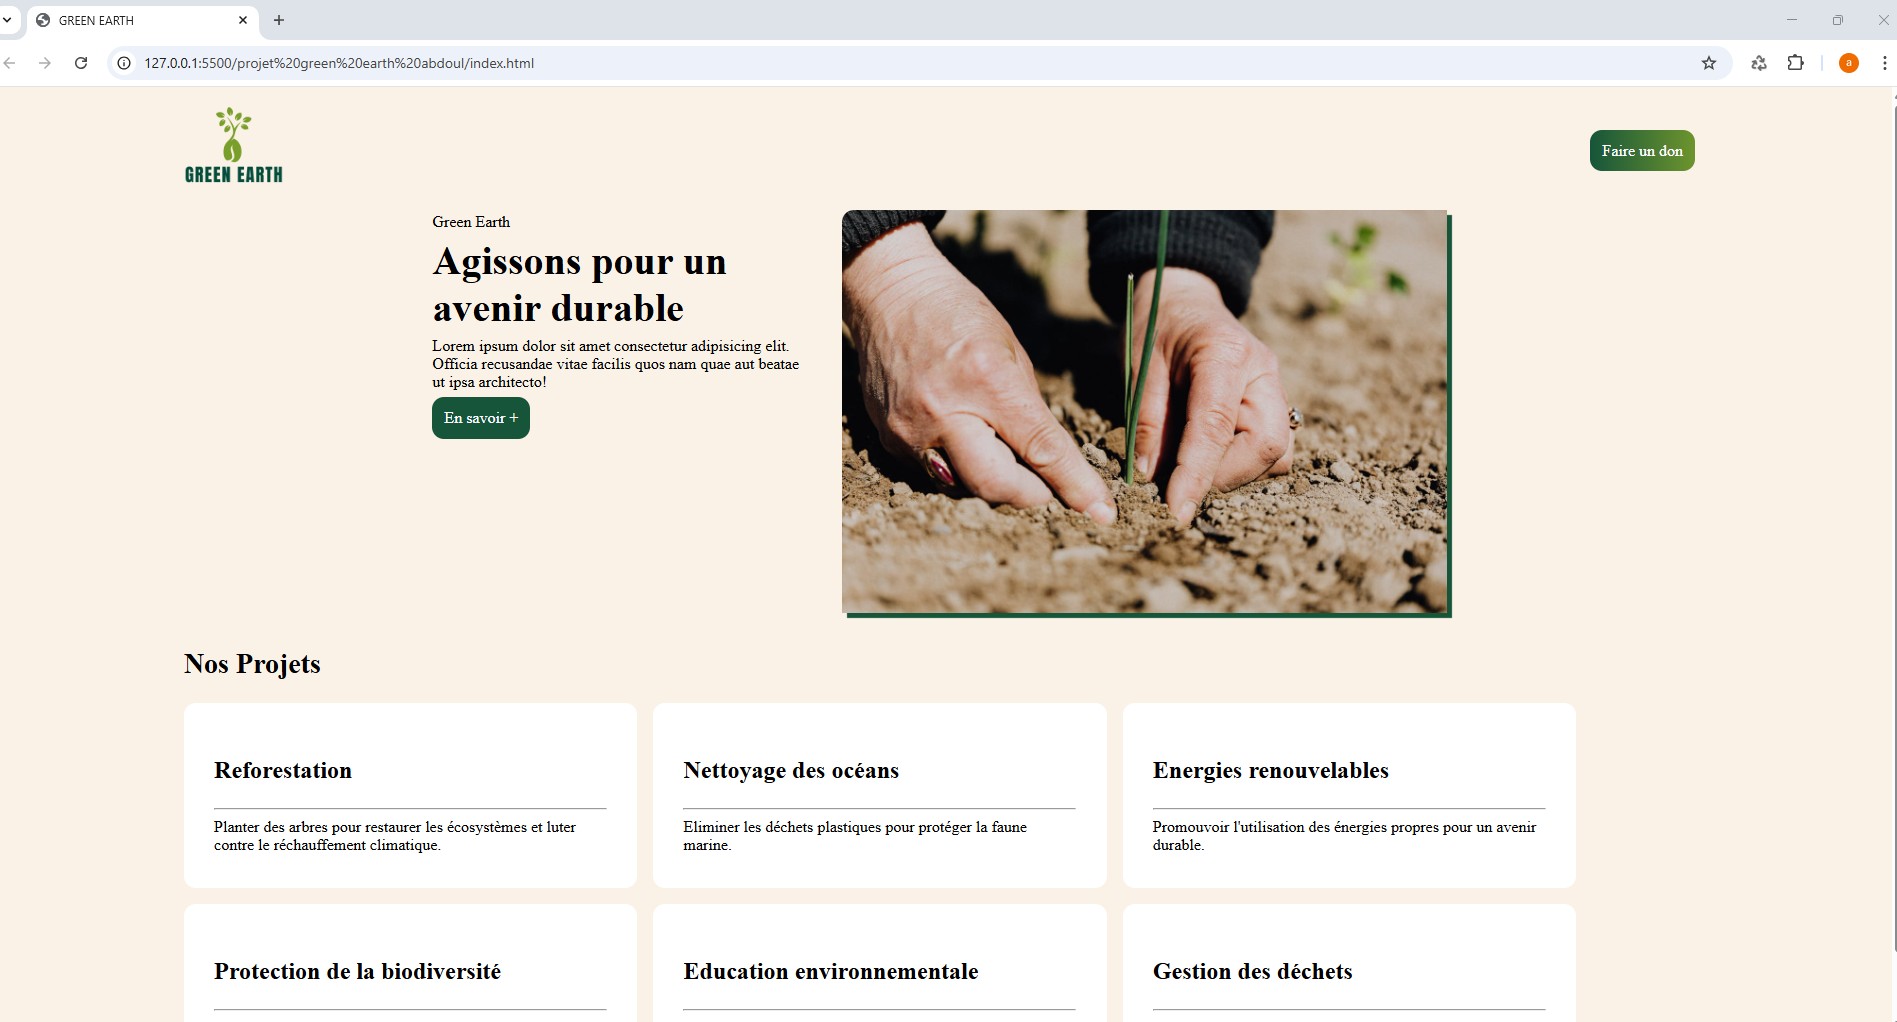 GREEN EARTH
127.0.0.1:5500/projet%20green%20earth%20abdoul/index.html
a
GREEN EARTH
Faire un don
Green Earth
Agissons pour un
avenir durable
Lorem ipsum dolor sit amet consectetur adipisicing elit.
Officia recusandae vitae facilis quos nam quae aut beatae
ut ipsa architecto!
En savoir +
Nos Projets
Reforestation
Planter des arbres pour restaurer les écosystèmes et luter
contre le réchauffement climatique.
Nettoyage des océans
Eliminer les déchets plastiques pour protéger la faune
marine.
Energies renouvelables
Promouvoir l'utilisation des énergies propres pour un avenir
durable.
Protection de la biodiversité
Education environnementale
Gestion des déchets